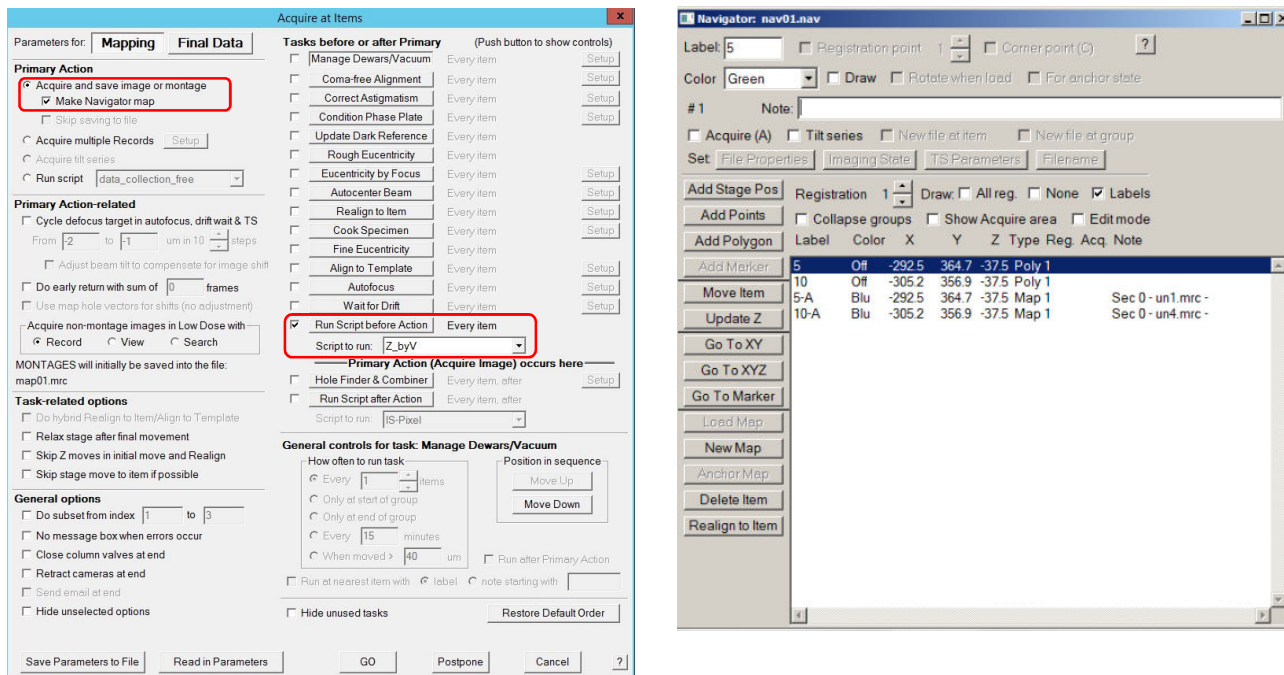 Acquire at Items
x
Parameters for: Mapping Final Data
Primary Action
Acquire and save image or montage
Make Navigator map
Skip saving to file
Acquire multiple Records Setup
Acquire tilt series
Run script data_collection_free
Primary Action-related
Cycle defocus target in autofocus, drift wait & TS
From -2 to -1 um in 10 steps
Adjust beam tilt to compensate for image shift
Do early return with sum of 0 frames
Use map hole vectors for shifts (no adjustment)
Acquire non-montage images in Low Dose with
Record View Search
MONTAGES will initially be saved into the file:
map01.mrc
Task-related options
Do hybrid Realign to Item/Align to Template
Relax stage after final movement
Skip Z moves in initial move and Realign
Skip stage move to item if possible
General options
Do subset from index 1 to 3
No message box when errors occur
Close column valves at end
Retract cameras at end
Send email at end
Hide unselected options
Tasks before or after Primary (Push button to show controls)
Manage Dewars/Vacuum Every item Setup
Coma-free Alignment Every item Setup
Correct Astigmatism Every item Setup
Condition Phase Plate Every item Setup
Update Dark Reference Every item
Rough Eucentricity Every item
Eucentricity by Focus Every item Setup
Autocenter Beam Every item Setup
Realign to Item Every item Setup
Cook Specimen Every item Setup
Fine Eucentricity Every item
Align to Template Every item Setup
Autofocus Every item Setup
Wait for Drift Every item Setup
Run Script before Action Every item
Script to run: Z_byV
Primary Action (Acquire Image) occurs here
Hole Finder & Combiner Every item, after Setup
Run Script after Action Every item, after
Script to run: IS-Pixel
General controls for task: Manage Dewars/Vacuum
How often to run task
Every 1 items
Only at start of group
Only at end of group
Every 15 minutes
When moved > 40 um
Position in sequence
Move Up
Move Down
Run after Primary Action
Run at nearest item with label note starting with
Hide unused tasks Restore Default Order
Save Parameters to File Read in Parameters GO Postpone Cancel ?
Navigator: nav01.nav
Label: 5 Registration point 1 Corner point (C) ?
Color Green Draw Rotate when load For anchor state
# 1 Note:
Acquire (A) Tilt series New file at item New file at group
Set: File Properties Imaging State TS Parameters Filename
Add Stage Pos
Add Points
Add Polygon
Add Marker
Move Item
Update Z
Go To XY
Go To XYZ
Go To Marker
Load Map
New Map
Anchor Map
Delete Item
Realign to Item
Registration 1 Draw: All reg. None Labels
Collapse groups Show Acquire area Edit mode
Label Color X Y Z Type Reg. Acq. Note
5 Off -292.5 364.7 -37.5 Poly 1
10 Off -305.2 356.9 -37.5 Poly 1
5-A Blu -292.5 364.7 -37.5 Map 1 Sec 0 - un1.mrc -
10-A Blu -305.2 356.9 -37.5 Map 1 Sec 0 - un4.mrc -